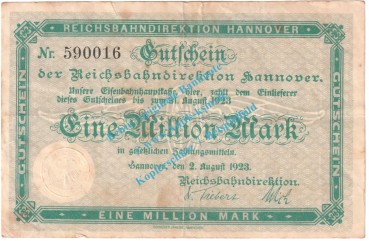 REICHSBAHNDIREKTION HANNOVER
Nr. 590016 Gutschein
der Reichsbahndirektion Hannover.
Unsere Eisenbahnhauptkasse hier, zahlt dem Einlieferer
dieses Gutscheines bis zum 31. August 1923
Eine Million Mark
in gesetzlichen Zahlungsmitteln.
Hannover, den 2. August 1923.
Reichsbahndirektion.
EINE MILLION MARK
GUTSCHEIN
GUTSCHEIN